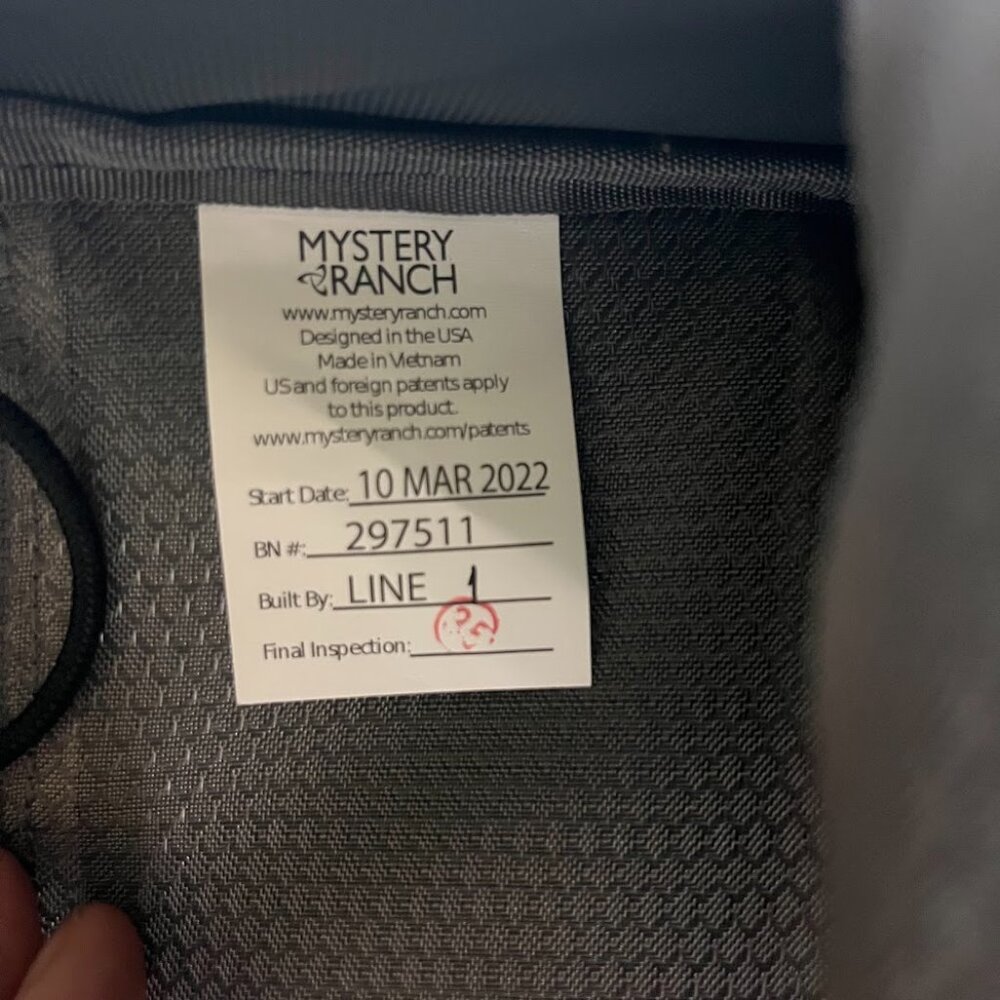 MYSTERY
RANCH
www.mysteryranch.com
Designed in the USA
Made in Vietnam
US and foreign patents apply
to this product.
www.mysteryranch.com/patents
Start Date: 10 MAR 2022
BN #: 297511
Built By: LINE 1
Final Inspection: